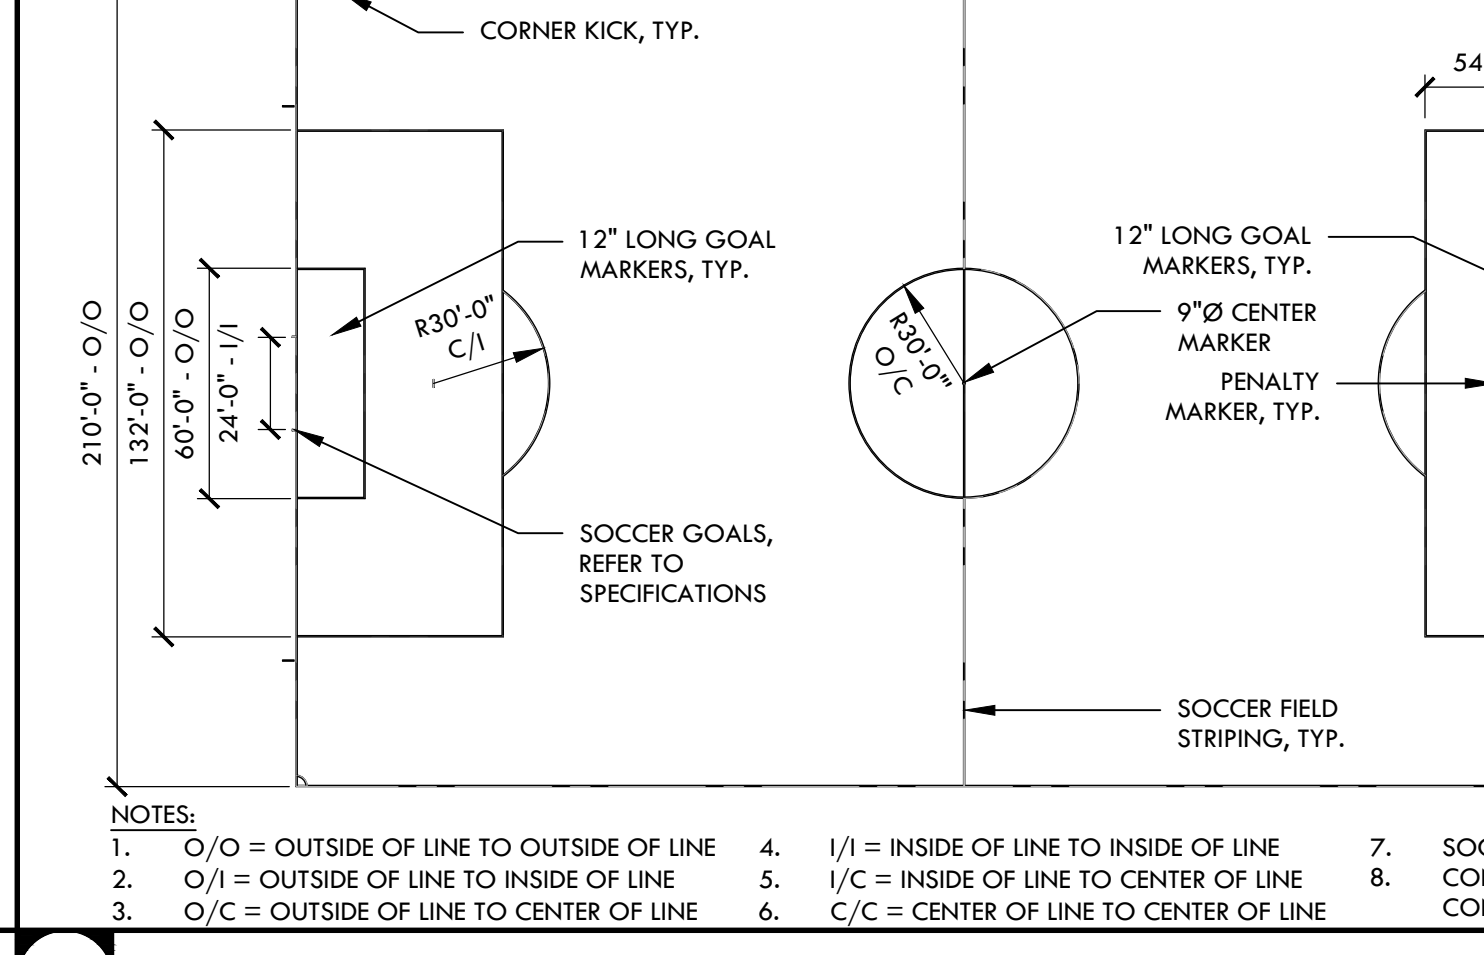 CORNER KICK, TYP.
54
12" LONG GOAL
MARKERS, TYP.
12" LONG GOAL
MARKERS, TYP.
210'-0" - O/O
132'-0" - O/O
60'-0" - O/O
24'-0" - I/I
R30'-0"
C/I
R30'-0"'
O/C
9"Ø CENTER
MARKER
PENALTY
MARKER, TYP.
SOCCER GOALS,
REFER TO
SPECIFICATIONS
SOCCER FIELD
STRIPING, TYP.
NOTES:
1. O/O = OUTSIDE OF LINE TO OUTSIDE OF LINE
2. O/I = OUTSIDE OF LINE TO INSIDE OF LINE
3. O/C = OUTSIDE OF LINE TO CENTER OF LINE
4. I/I = INSIDE OF LINE TO INSIDE OF LINE
5. I/C = INSIDE OF LINE TO CENTER OF LINE
6. C/C = CENTER OF LINE TO CENTER OF LINE
7.
8.